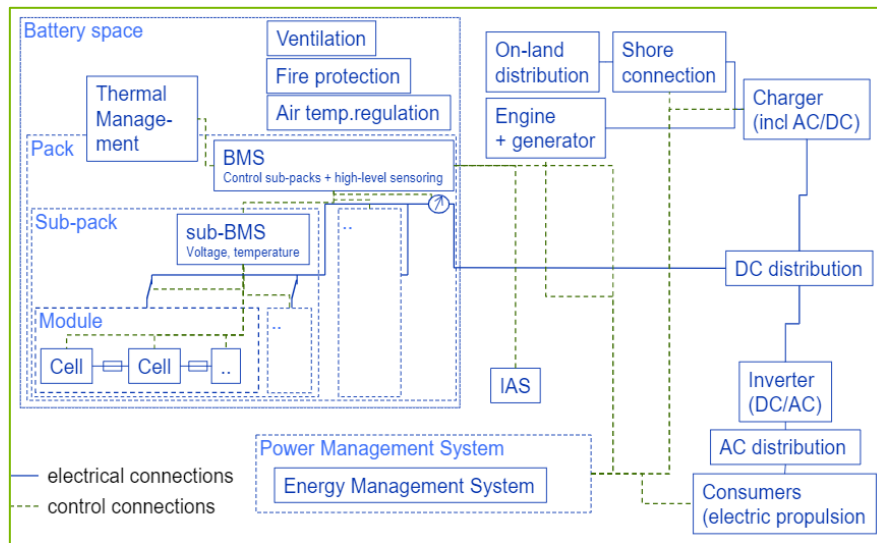 Battery space
Ventilation
Fire protection
Air temp.regulation
Thermal
Manage-
ment
On-land
distribution
Shore
connection
Engine
+ generator
Charger
(incl AC/DC)
Pack
BMS
Control sub-packs + high-level sensoring
Sub-pack
sub-BMS
Voltage, temperature
..
DC distribution
Module
..
Cell
Cell
..
IAS
Inverter
(DC/AC)
AC distribution
Power Management System
Energy Management System
Consumers
(electric propulsion
electrical connections
control connections